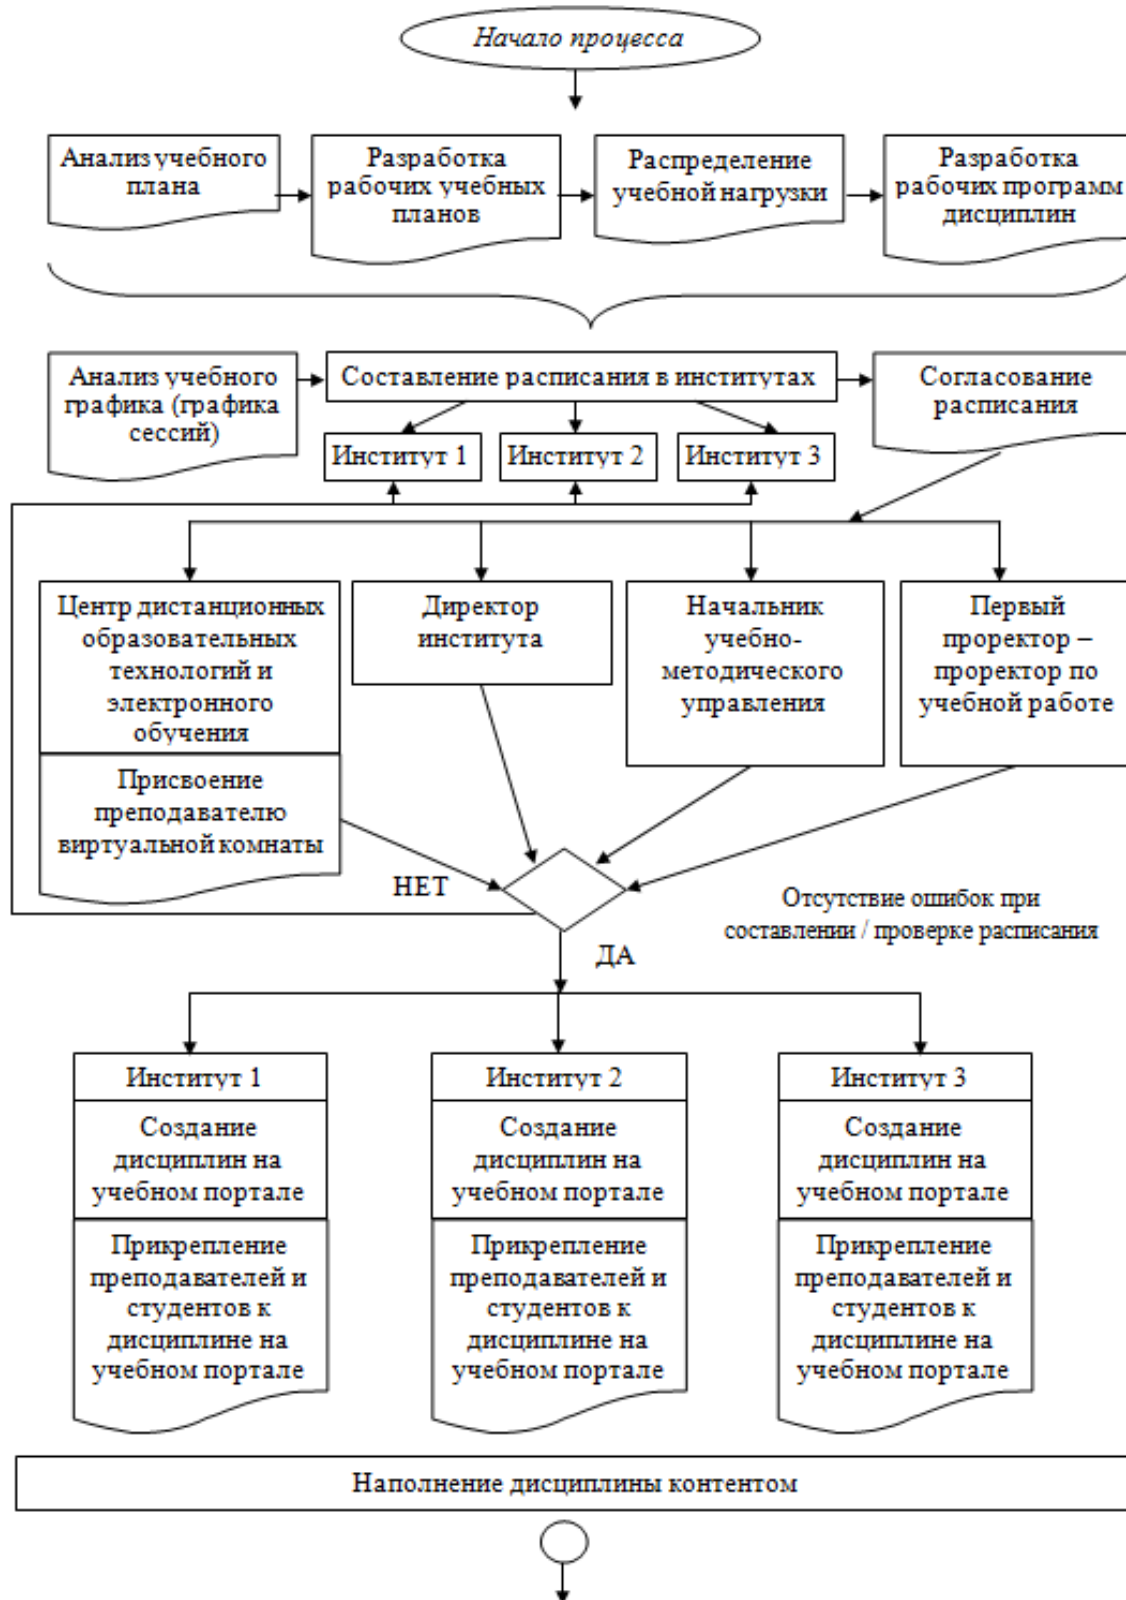 Начало процесса
Анализ учебного
плана
Разработка
рабочих учебных
планов
Распределение
учебной нагрузки
Разработка
рабочих программ
дисциплин
Анализ учебного
графика (графика
сессий)
Составление расписания в институтах
Согласование
расписания
Институт 1
Институт 2
Институт 3
Центр дистанционных
образовательных
технологий и
электронного
обучения
Директор
института
Начальник
учебно-
методического
управления
Первый
проректор –
проректор по
учебной работе
Присвоение
преподавателю
виртуальной комнаты
НЕТ
Отсутствие ошибок при
составлении / проверке расписания
ДА
Институт 1
Создание
дисциплин на
учебном портале
Прикрепление
преподавателей и
студентов к
дисциплине на
учебном портале
Институт 2
Создание
дисциплин на
учебном портале
Прикрепление
преподавателей и
студентов к
дисциплине на
учебном портале
Институт 3
Создание
дисциплин на
учебном портале
Прикрепление
преподавателей и
студентов к
дисциплине на
учебном портале
Наполнение дисциплины контентом